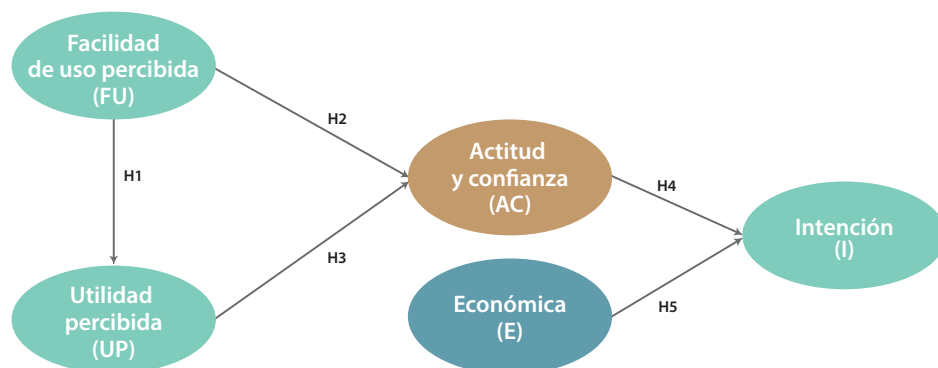 Facilidad
de uso percibida
(FU)
H2
H1
Actitud
y confianza
(AC)
H4
Intención
(I)
H3
Utilidad
percibida
(UP)
Económica
(E)
H5